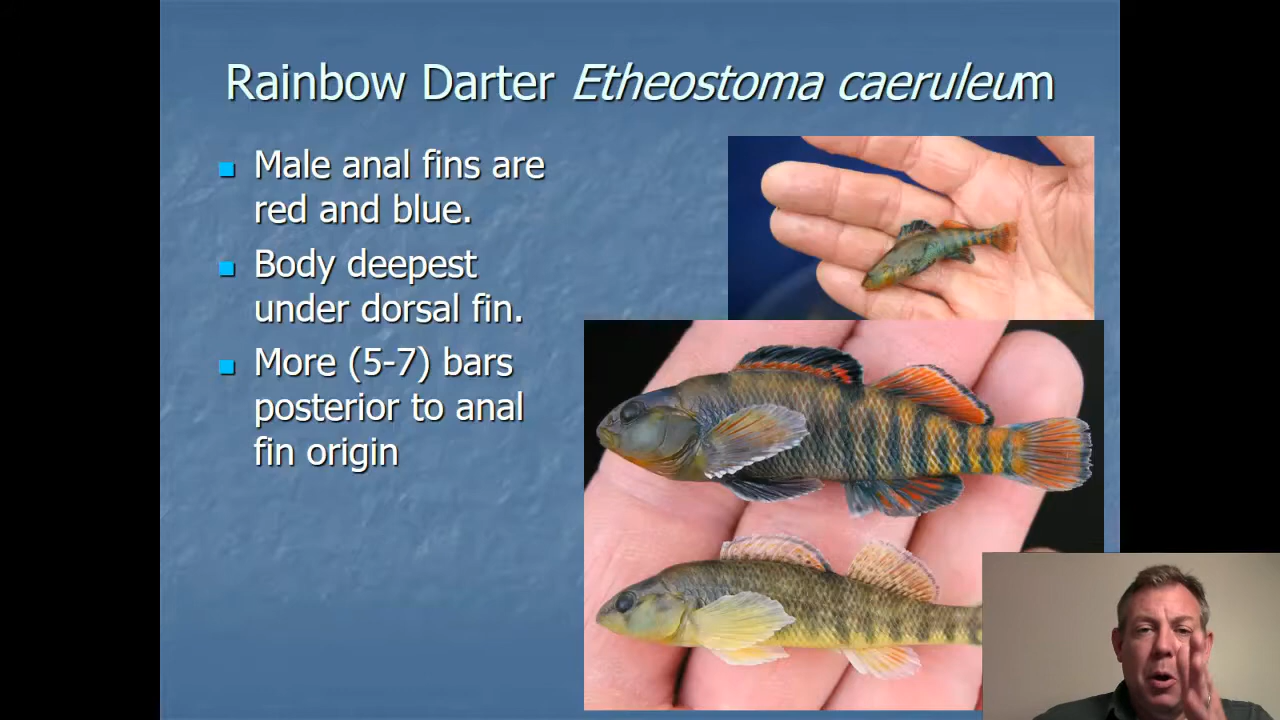 Rainbow Darter Etheostoma caeruleum
Male anal fins are
red and blue.
Body deepest
under dorsal fin.
More (5-7) bars
posterior to anal
fin origin